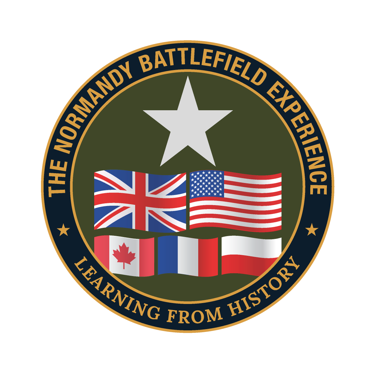 THE NORMANDY BATTLEFIELD EXPERIENCE
LEARNING FROM HISTORY